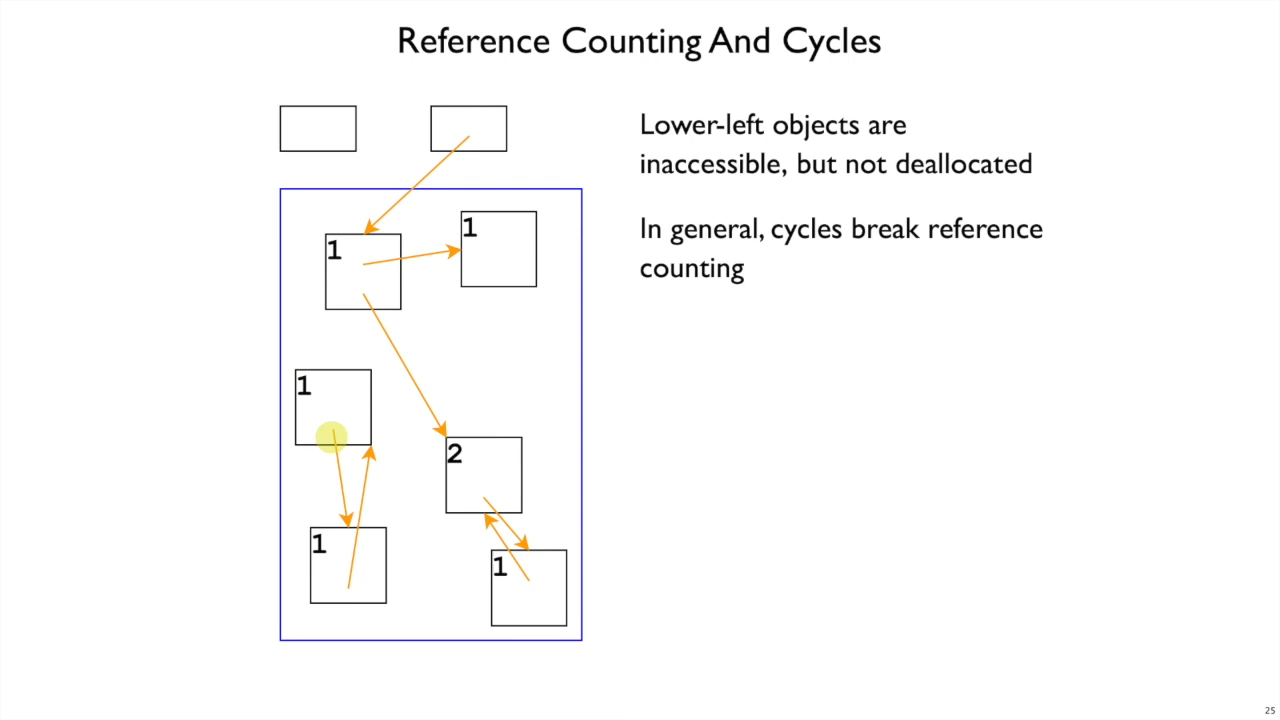 Reference Counting And Cycles
Lower-left objects are
inaccessible, but not deallocated
In general, cycles break reference
counting
1
1
1
2
1
1
25